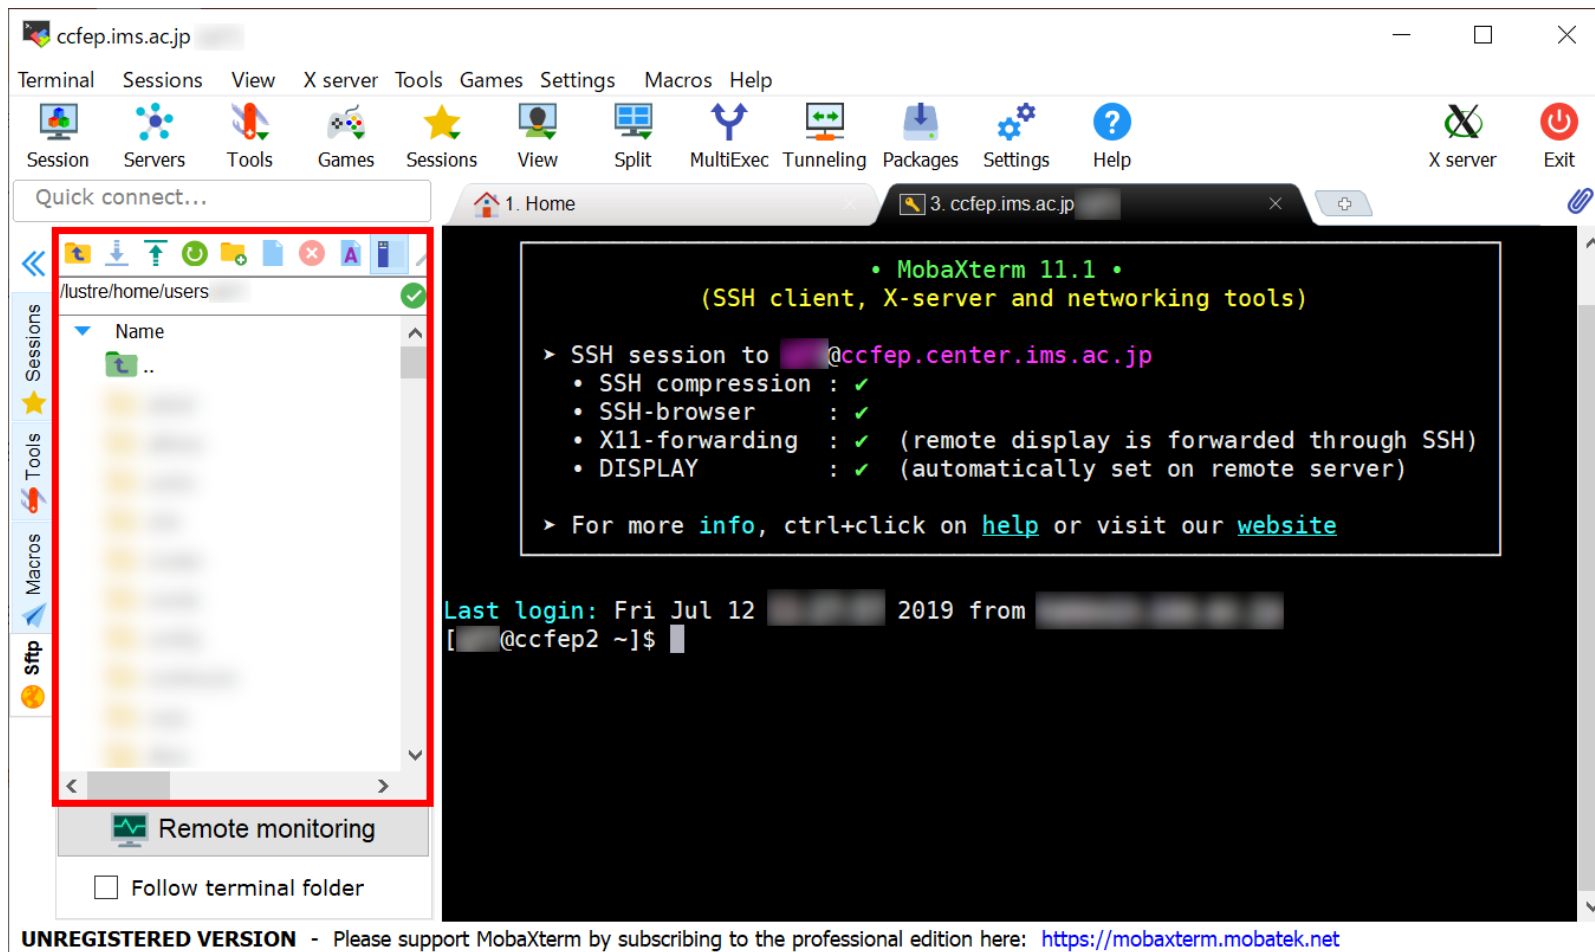 ccfep.ims.ac.jp
Terminal Sessions View X server Tools Games Settings Macros Help
Session Servers Tools Games Sessions View Split MultiExec Tunneling Packages Settings Help X server Exit
Quick connect...
1. Home
3. ccfep.ims.ac.jp
/lustre/home/users
Name
..
Sessions
Tools
Macros
Sftp
Remote monitoring
Follow terminal folder
• MobaXterm 11.1 •
(SSH client, X-server and networking tools)
➤ SSH session to @ccfep.center.ims.ac.jp
• SSH compression : ✔
• SSH-browser : ✔
• X11-forwarding : ✔ (remote display is forwarded through SSH)
• DISPLAY : ✔ (automatically set on remote server)
➤ For more info, ctrl+click on help or visit our website
Last login: Fri Jul 12 2019 from
[ @ccfep2 ~]$
UNREGISTERED VERSION - Please support MobaXterm by subscribing to the professional edition here: https://mobaxterm.mobatek.net